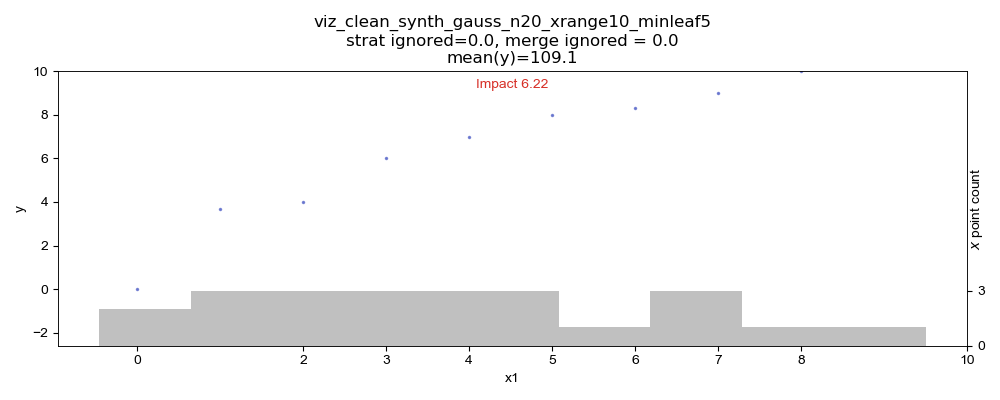 viz_clean_synth_gauss_n20_xrange10_minleaf5
strat ignored=0.0, merge ignored = 0.0
mean(y)=109.1
Impact 6.22
10
8
6
4
2
0
−2
y
0
2
3
4
5
6
7
8
10
x1
x point count
3
0